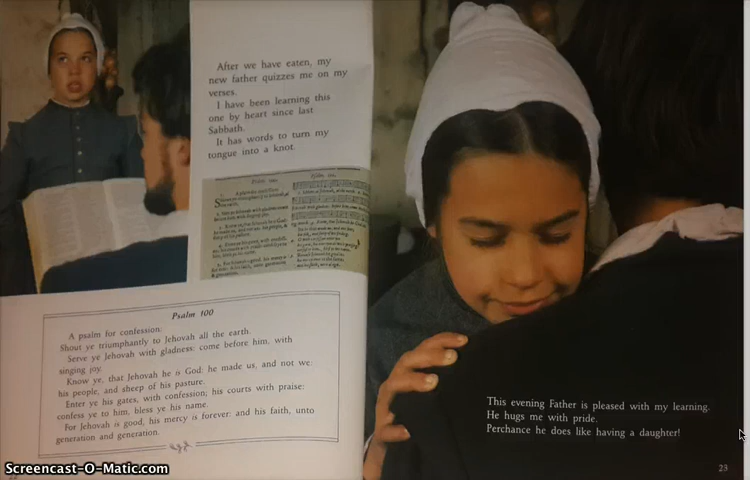 After we have eaten, my
new father quizzes me on my
verses.
I have been learning this
one by heart since last
Sabbath.
It has words to turn my
tongue into a knot.
Psalm 100
A psalm for confession:
Shout ye triumphantly to Jehovah all the earth.
Serve ye Jehovah with gladness: come before him, with
singing joy.
Know ye, that Jehovah he is God: he made us, and not we:
his people, and sheep of his pasture.
Enter ye his gates, with confession; his courts with praise:
confess ye to him, bless ye his name.
For Jehovah is good, his mercy is forever: and his faith, unto
generation and generation.
This evening Father is pleased with my learning.
He hugs me with pride.
Perchance he does like having a daughter!
23
Screencast-O-Matic.com